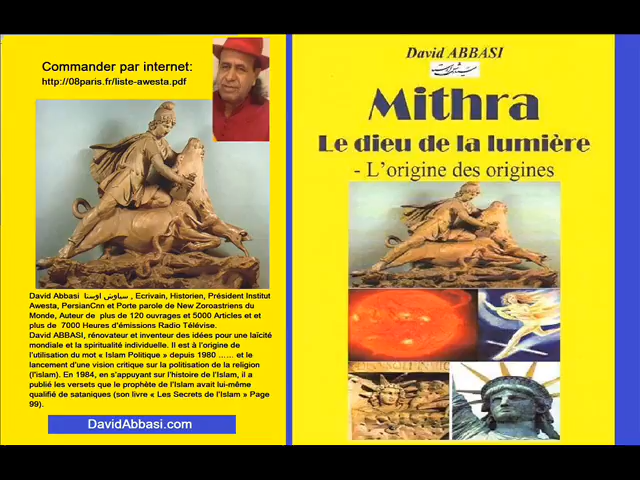 Commander par internet:
http://08paris.fr/liste-awesta.pdf
David Abbasi سیاوش اوستا , Ecrivain, Historien, Président Institut
Awesta, PersianCnn et Porte parole de New Zoroastriens du
Monde, Auteur de plus de 120 ouvrages et 5000 Articles et et
plus de 7000 Heures d'émissions Radio Télévise.
David ABBASI, rénovateur et inventeur des idées pour une laïcité
mondiale et la spiritualité individuelle. Il est à l'origine de
l'utilisation du mot « Islam Politique » depuis 1980 ...... et le
lancement d'une vision critique sur la politisation de la religion
(l'islam). En 1984, en s'appuyant sur l'histoire de l'Islam, il a
publié les versets que le prophète de l'Islam avait lui-même
qualifié de sataniques (son livre « Les Secrets de l'Islam » Page
99).
DavidAbbasi.com
David ABBASI
Mithra
Le dieu de la lumière
- L'origine des origines